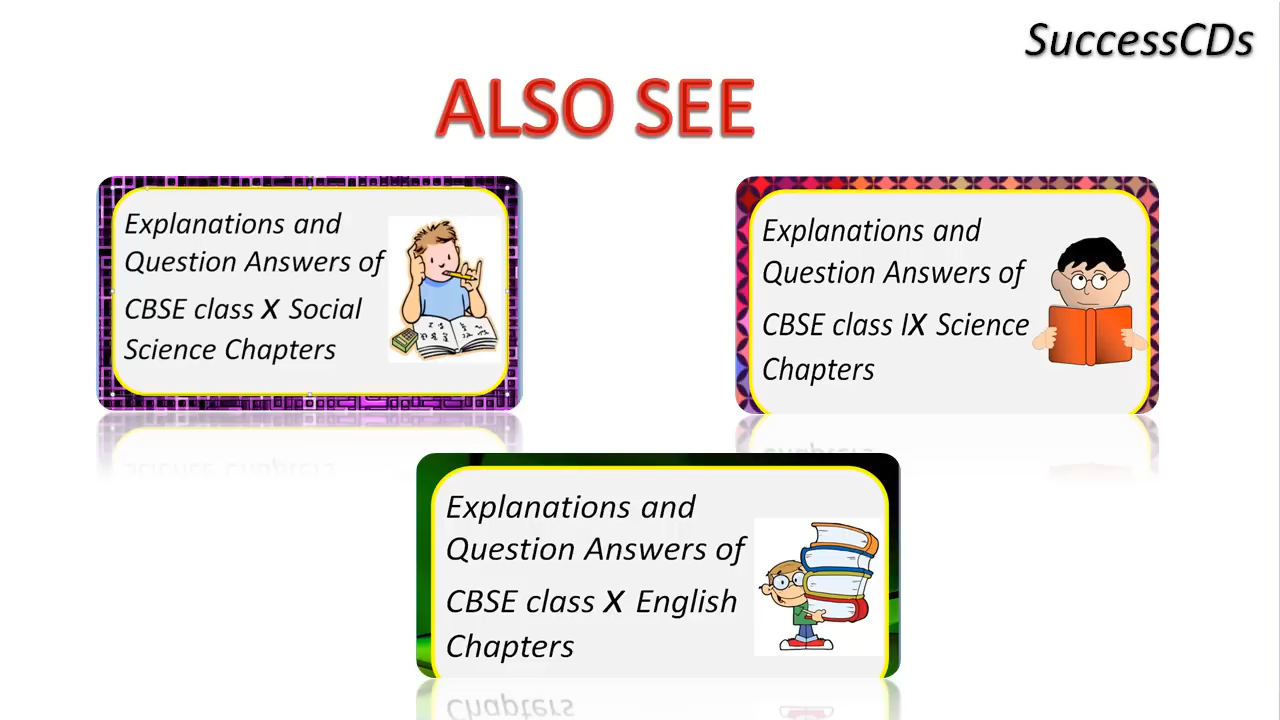 SuccessCDs
ALSO SEE
Explanations and
Question Answers of
CBSE class X Social
Science Chapters
Explanations and
Question Answers of
CBSE class IX Science
Chapters
Explanations and
Question Answers of
CBSE class X English
Chapters